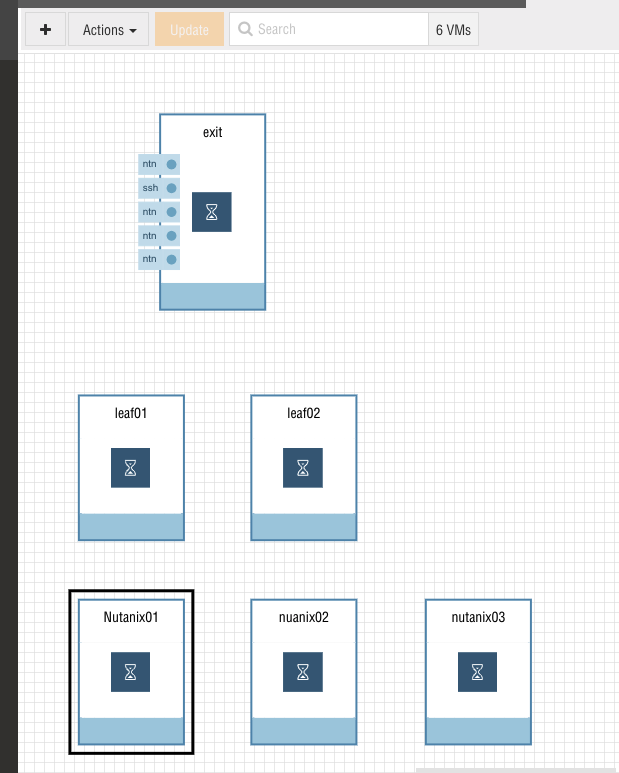 + Actions Update Search 6 VMs
exit
ntn
ssh
ntn
ntn
ntn
leaf01 leaf02
Nutanix01 nuanix02 nutanix03